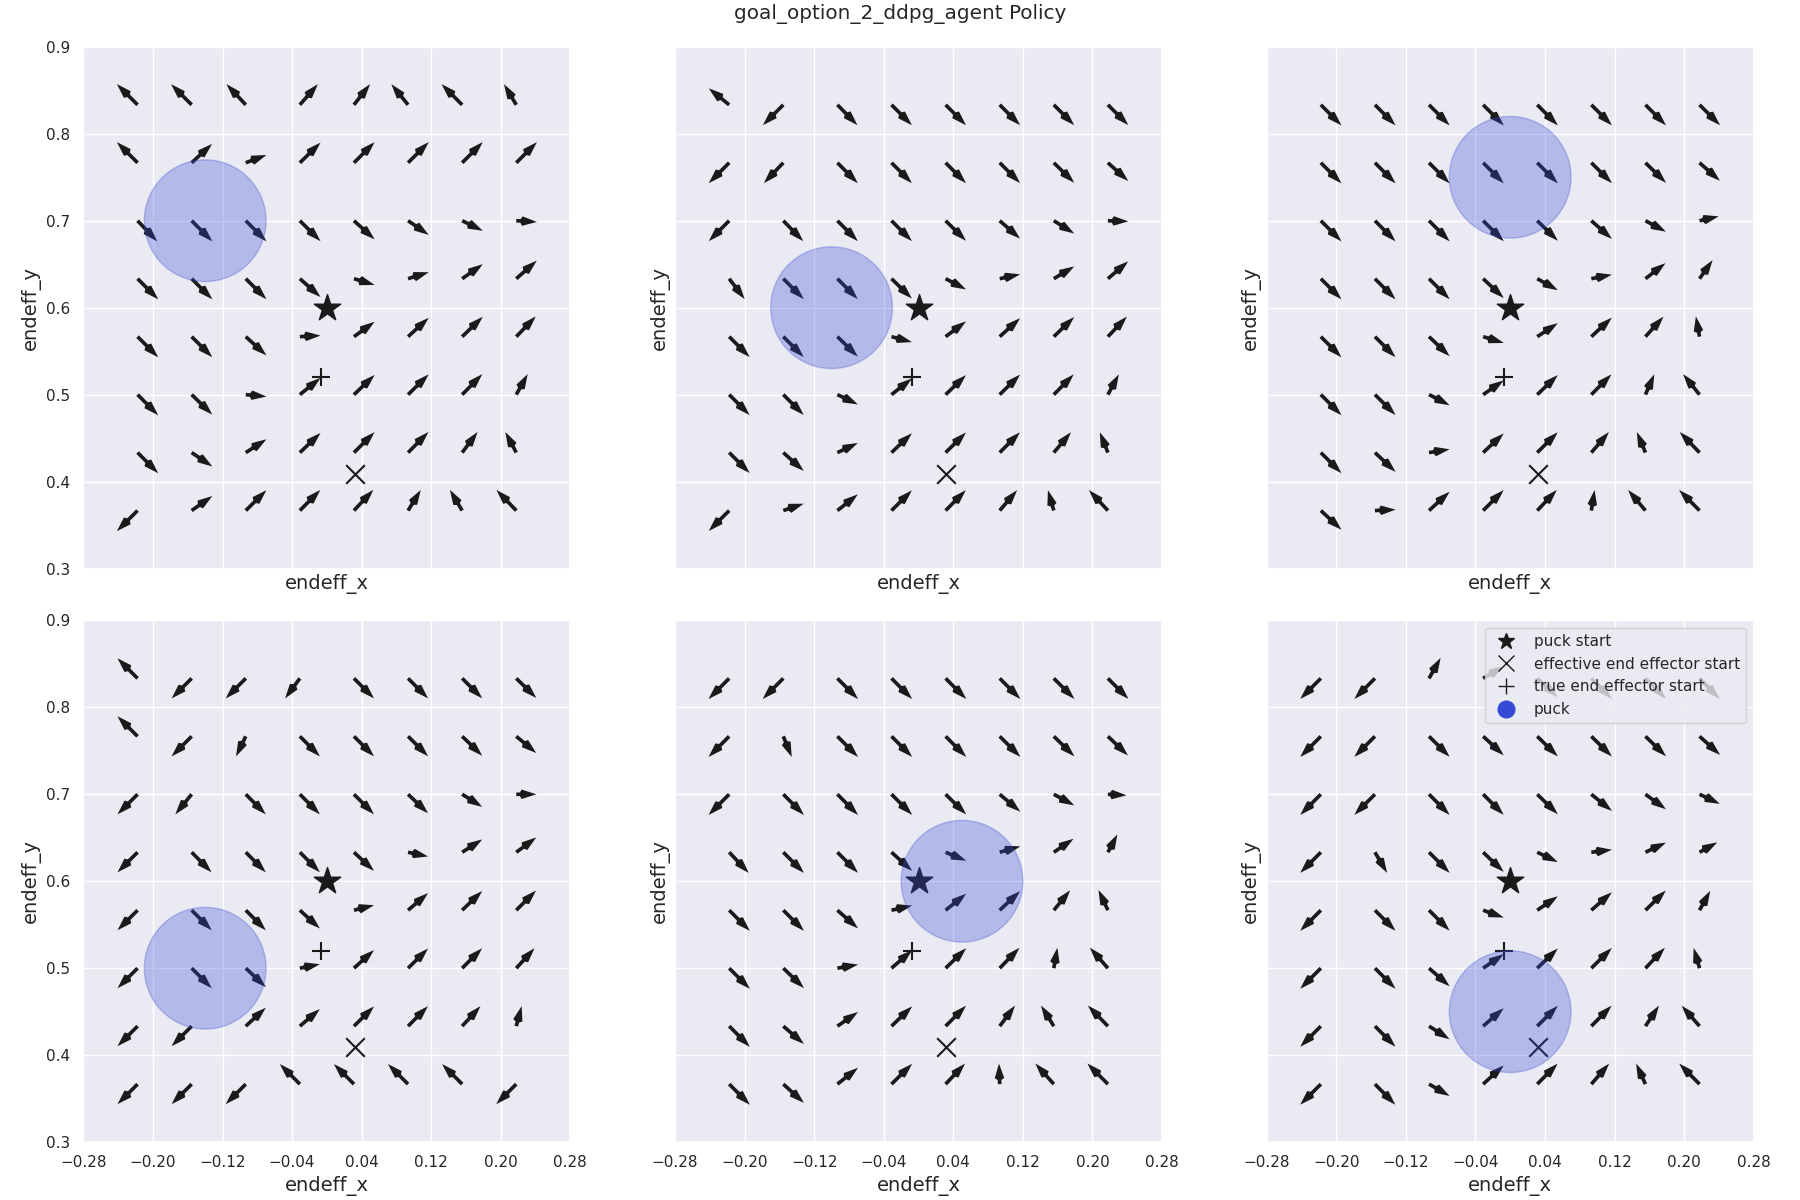 goal_option_2_ddpg_agent Policy
0.9
0.8
0.7
0.6
0.5
0.4
0.3
endeff_y
endeff_x
endeff_y
endeff_x
endeff_y
endeff_x
0.9
0.8
0.7
0.6
0.5
0.4
0.3
endeff_y
−0.28 −0.20 −0.12 −0.04 0.04 0.12 0.20 0.28
endeff_x
endeff_y
−0.28 −0.20 −0.12 −0.04 0.04 0.12 0.20 0.28
endeff_x
puck start
effective end effector start
true end effector start
puck
endeff_y
−0.28 −0.20 −0.12 −0.04 0.04 0.12 0.20 0.28
endeff_x